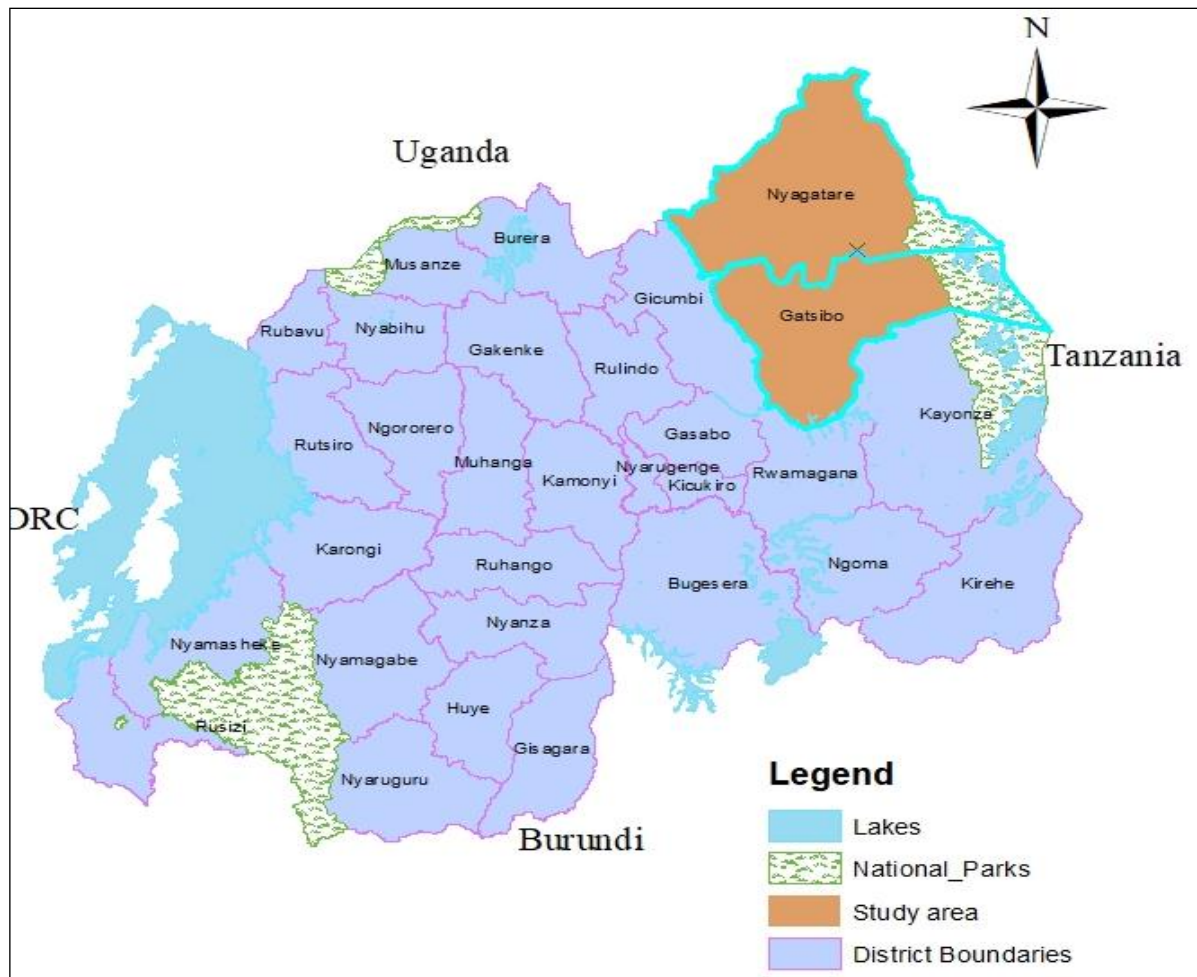 N
Uganda
Nyagatare
Burera
Musanze
Gicumbi
Rubavu
Nyabihu
Gatsibo
Gakenke
Rulindo
Tanzania
Kayonza
Ngororero
Gasabo
Rutsiro
Muhanga
Nyarugenge
Kamonyi
Kicukiro
Rwamagana
DRC
Karongi
Ruhango
Bugesera
Ngoma
Kirehe
Nyanza
Nyamasheke
Nyamagabe
Huye
Rusizi
Gisagara
Nyaruguru
Burundi
Legend
Lakes
National_Parks
Study area
District Boundaries